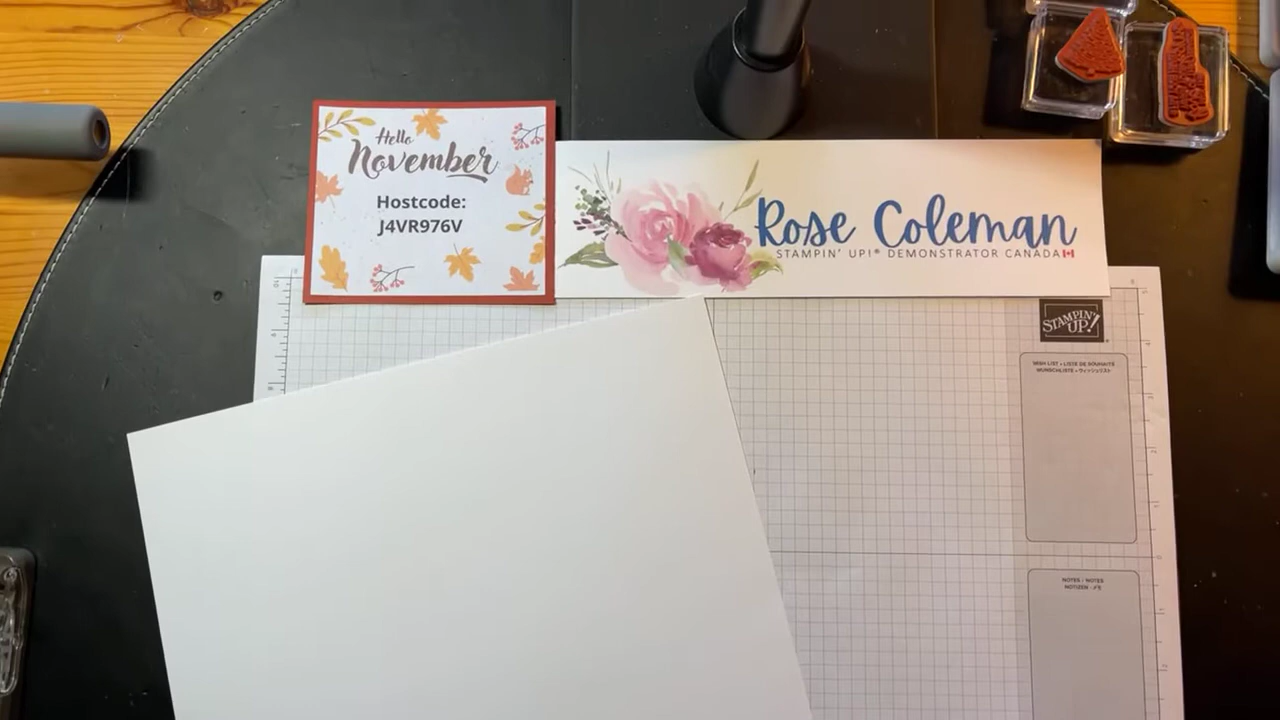 Hello
November
Hostcode:
J4VR976V
Rose Coleman
STAMPIN' UP!® DEMONSTRATOR CANADA
STAMPIN' UP!®
WISH LIST • LISTE DE SOUHAITS
WUNSCHLISTE • ウィッシュリスト
NOTES • NOTES
NOTIZEN • メモ